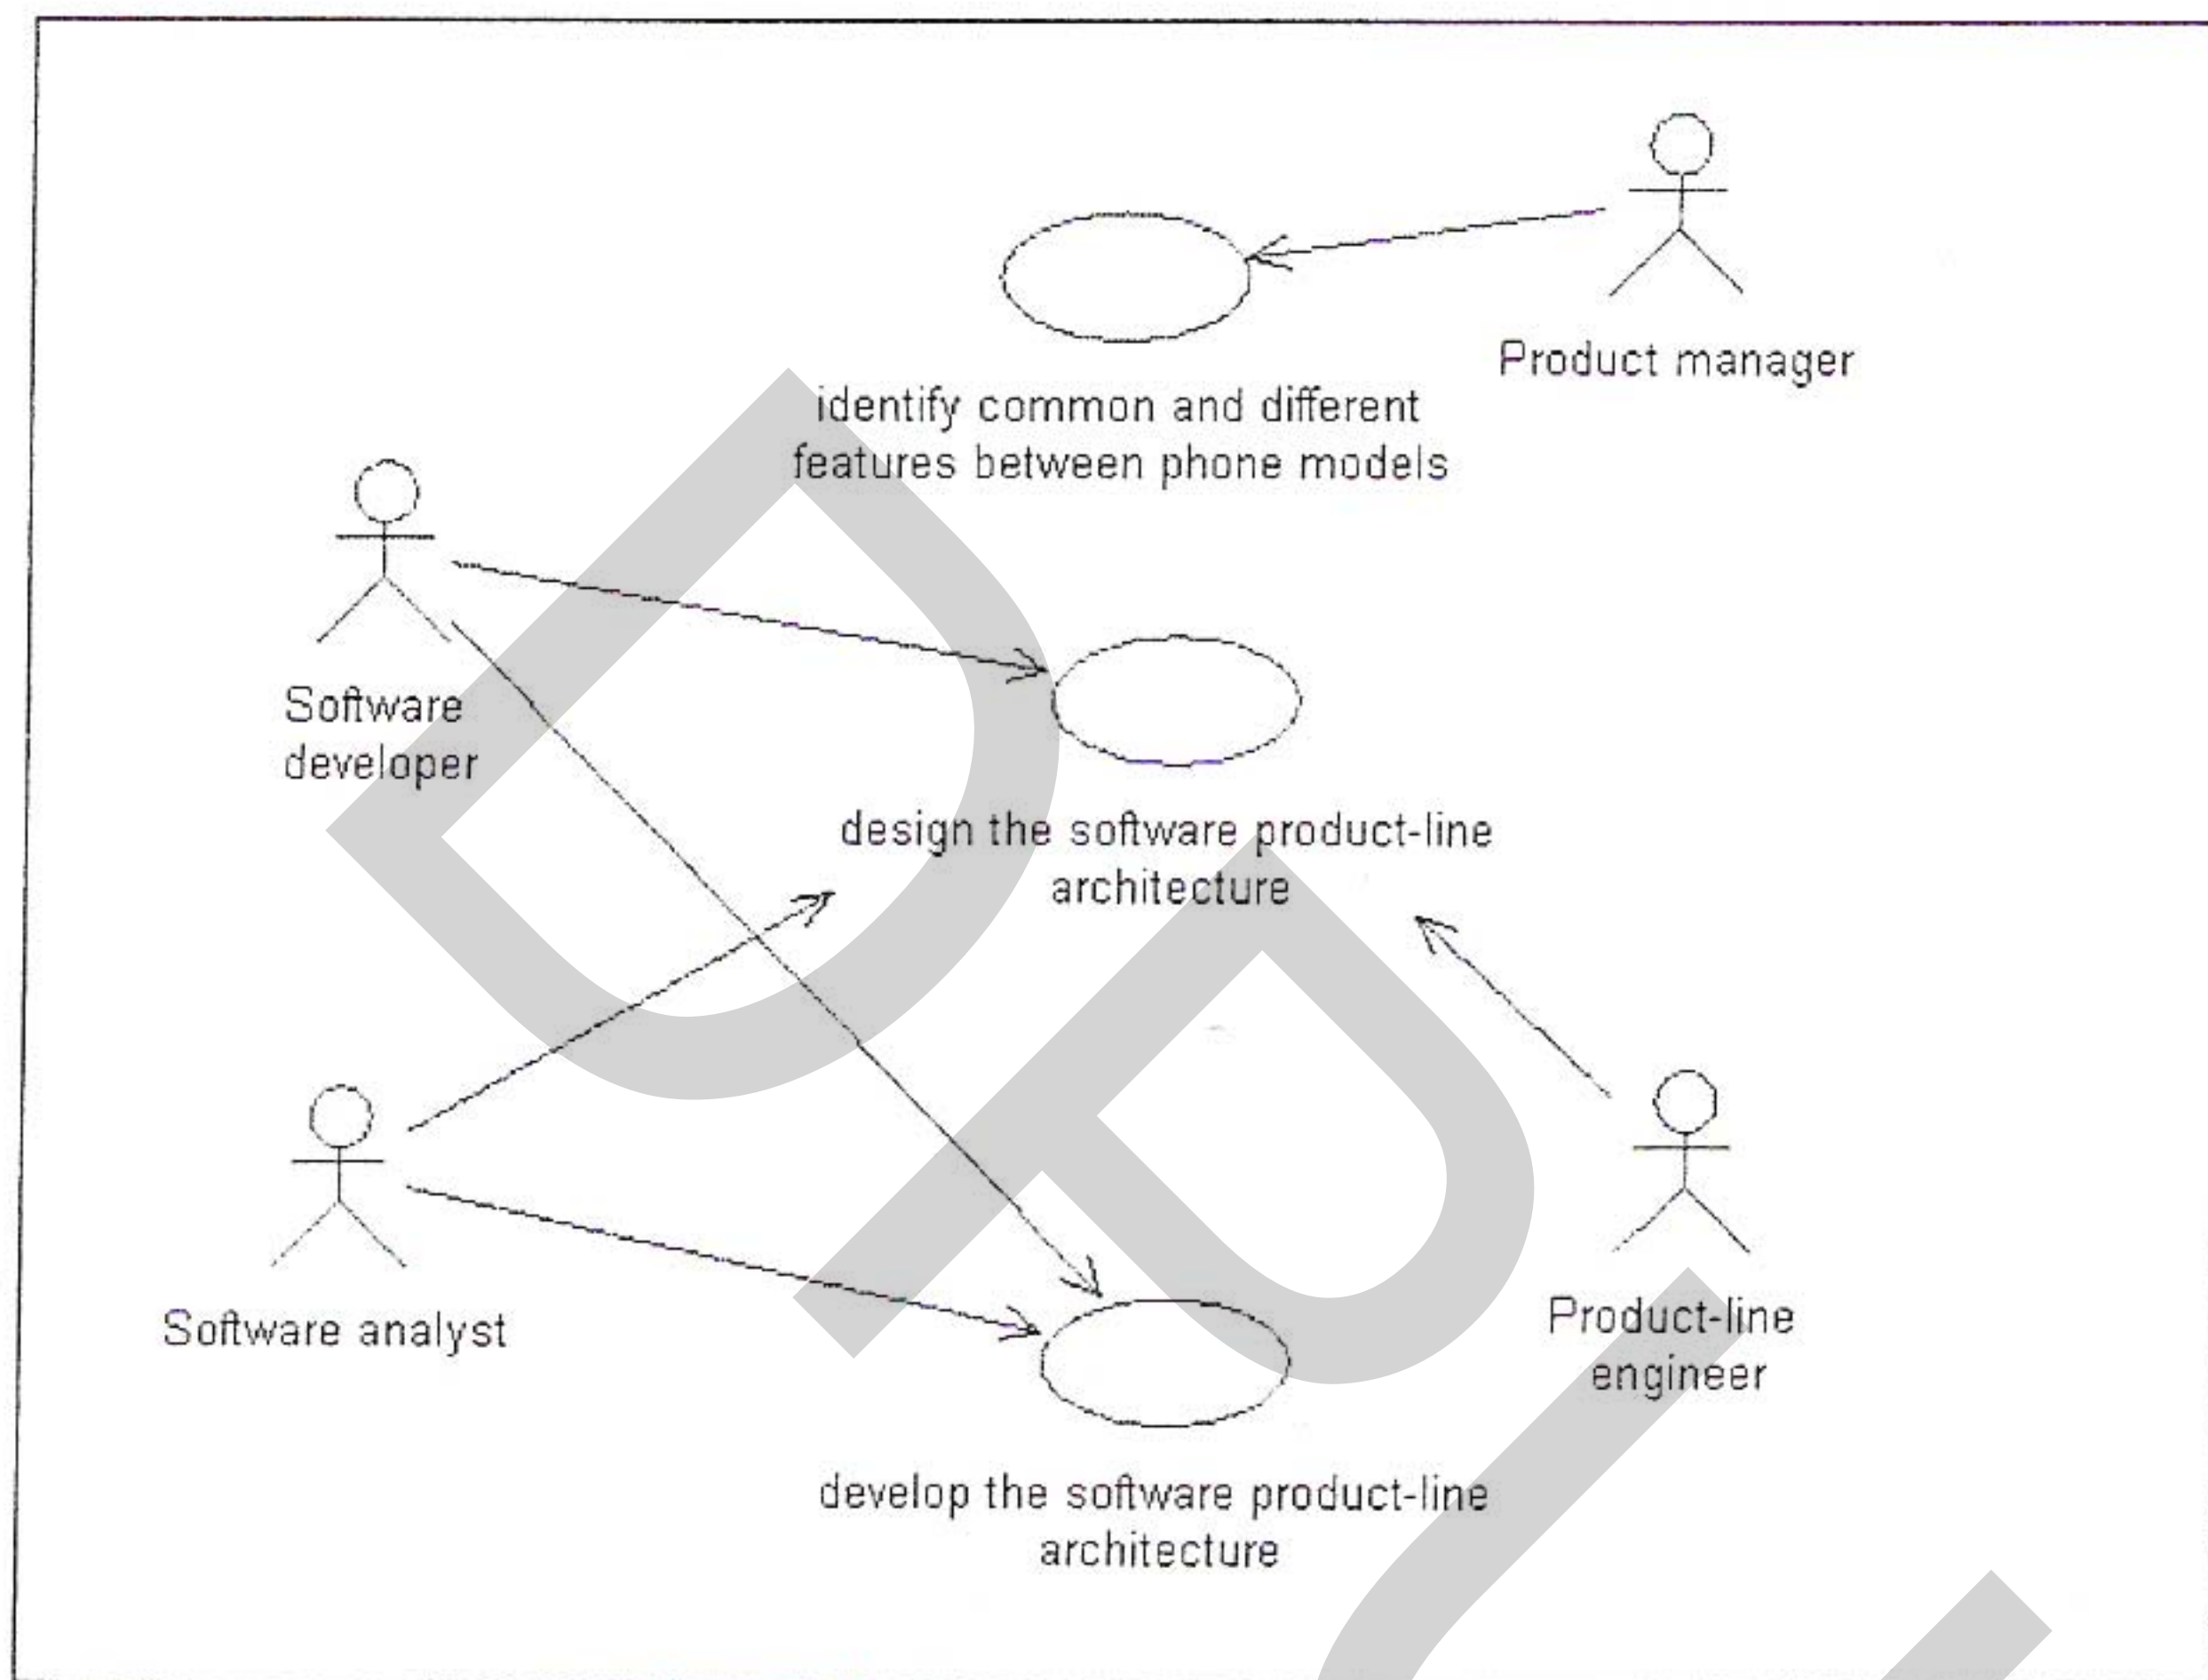 Product manager
identify common and different
features between phone models
Software
developer
design the software product-line
architecture
Software analyst
Product-line
engineer
develop the software product-line
architecture